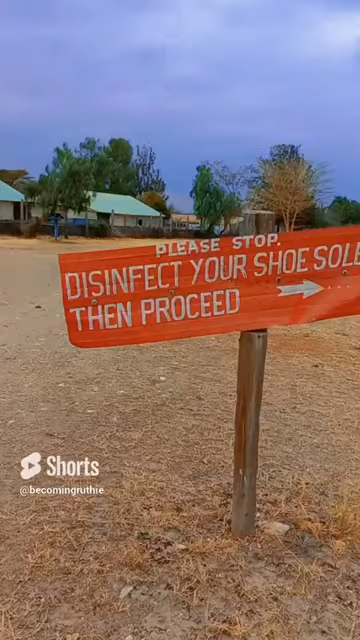 PLEASE STOP.
DISINFECT YOUR SHOE SOLE
THEN PROCEED
Shorts
@becomingruthie